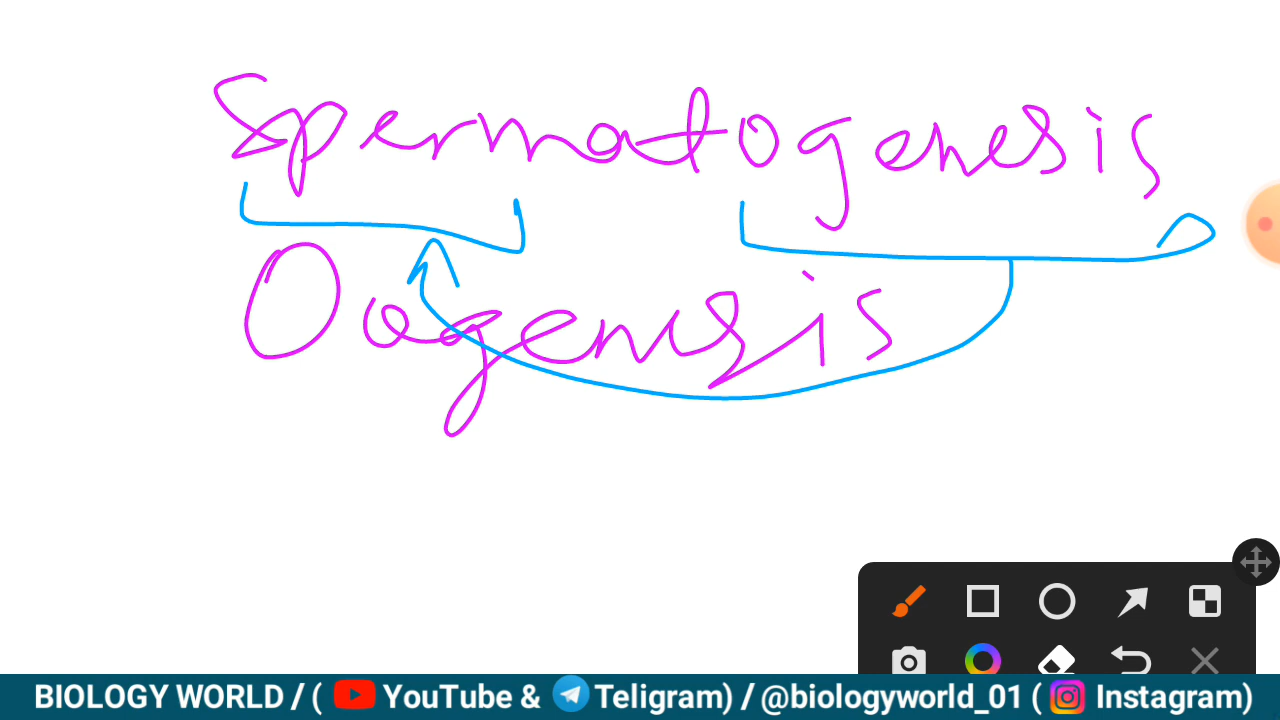 Spermatogenesis
Oogenesis
BIOLOGY WORLD / ( YouTube & Teligram) / @biologyworld_01 ( Instagram)